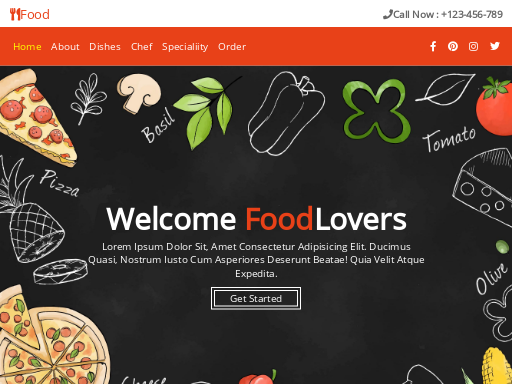 Food
Call Now : +123-456-789
Home About Dishes Chef Speciality Order
Basil
Tomato
Pizza
Welcome FoodLovers
Lorem Ipsum Dolor Sit, Amet Consectetur Adipisicing Elit. Ducimus
Quasi, Nostrum Iusto Cum Asperiores Deserunt Beatae! Quia Velit Atque
Expedita.
Olive
Get Started
Cheese